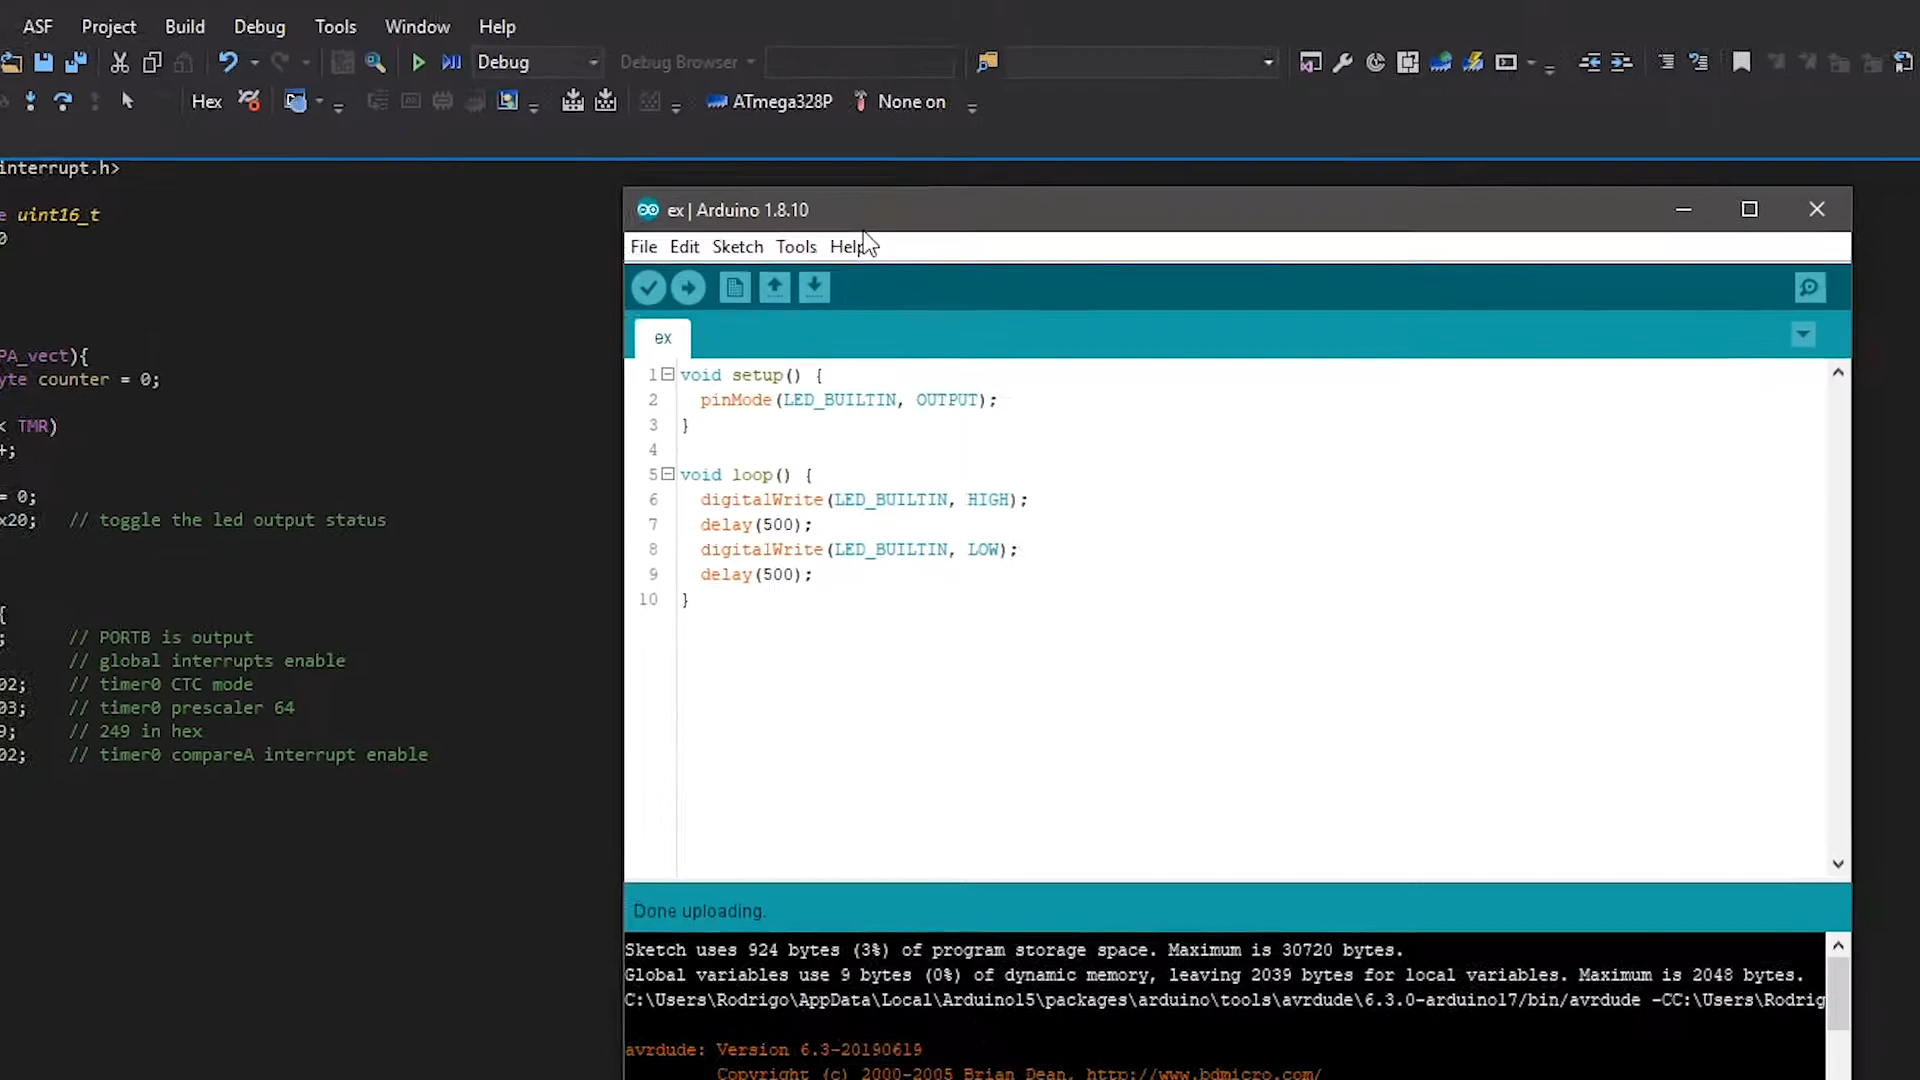 ASF Project Build Debug Tools Window Help
Debug Debug Browser
Hex ATmega328P None on
interrupt.h>
e uint16_t
0
PA_vect){
yte counter = 0;
< TMR)
+;
= 0;
x20; // toggle the led output status
{
; // PORTB is output
// global interrupts enable
02; // timer0 CTC mode
03; // timer0 prescaler 64
9; // 249 in hex
02; // timer0 compareA interrupt enable
ex | Arduino 1.8.10
File Edit Sketch Tools Help
ex
1 void setup() {
2 pinMode(LED_BUILTIN, OUTPUT);
3 }
4
5 void loop() {
6 digitalWrite(LED_BUILTIN, HIGH);
7 delay(500);
8 digitalWrite(LED_BUILTIN, LOW);
9 delay(500);
10 }
Done uploading.
Sketch uses 924 bytes (3%) of program storage space. Maximum is 30720 bytes.
Global variables use 9 bytes (0%) of dynamic memory, leaving 2039 bytes for local variables. Maximum is 2048 bytes.
C:\Users\Rodrigo\AppData\Local\Arduino15\packages\arduino\tools\avrdude\6.3.0-arduino17/bin/avrdude -CC:\Users\Rodrig
avrdude: Version 6.3-20190619
Copyright (c) 2000-2005 Brian Dean, http://www.bdmicro.com/